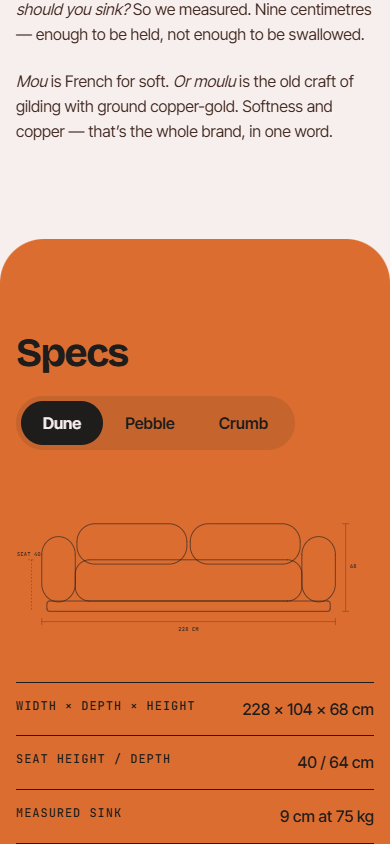 should you sink? So we measured. Nine centimetres
— enough to be held, not enough to be swallowed.
Mou is French for soft. Or moulu is the old craft of
gilding with ground copper-gold. Softness and
copper — that's the whole brand, in one word.
Specs
Dune Pebble Crumb
SEAT 40
68
228 CM
WIDTH × DEPTH × HEIGHT 228 × 104 × 68 cm
SEAT HEIGHT / DEPTH 40 / 64 cm
MEASURED SINK 9 cm at 75 kg